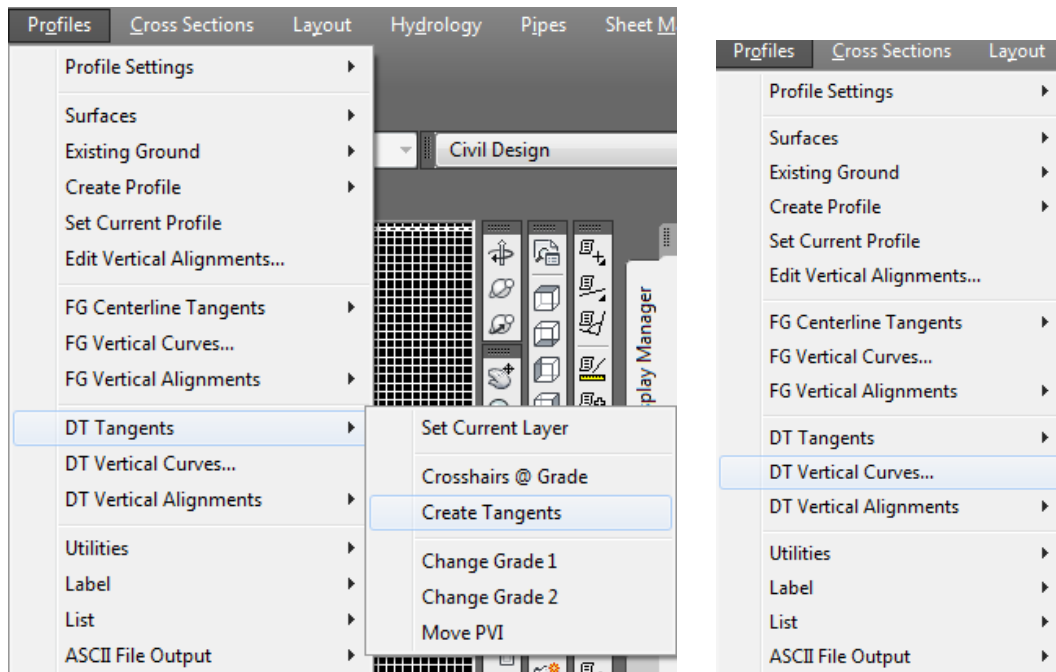 Profiles Cross Sections Layout Hydrology Pipes Sheet M
Profile Settings
Surfaces
Existing Ground
Create Profile
Set Current Profile
Edit Vertical Alignments...
FG Centerline Tangents
FG Vertical Curves...
FG Vertical Alignments
DT Tangents
DT Vertical Curves...
DT Vertical Alignments
Utilities
Label
List
ASCII File Output
Civil Design
play Manager
Set Current Layer
Crosshairs @ Grade
Create Tangents
Change Grade 1
Change Grade 2
Move PVI
Profiles Cross Sections Layout
Profile Settings
Surfaces
Existing Ground
Create Profile
Set Current Profile
Edit Vertical Alignments...
FG Centerline Tangents
FG Vertical Curves...
FG Vertical Alignments
DT Tangents
DT Vertical Curves...
DT Vertical Alignments
Utilities
Label
List
ASCII File Output